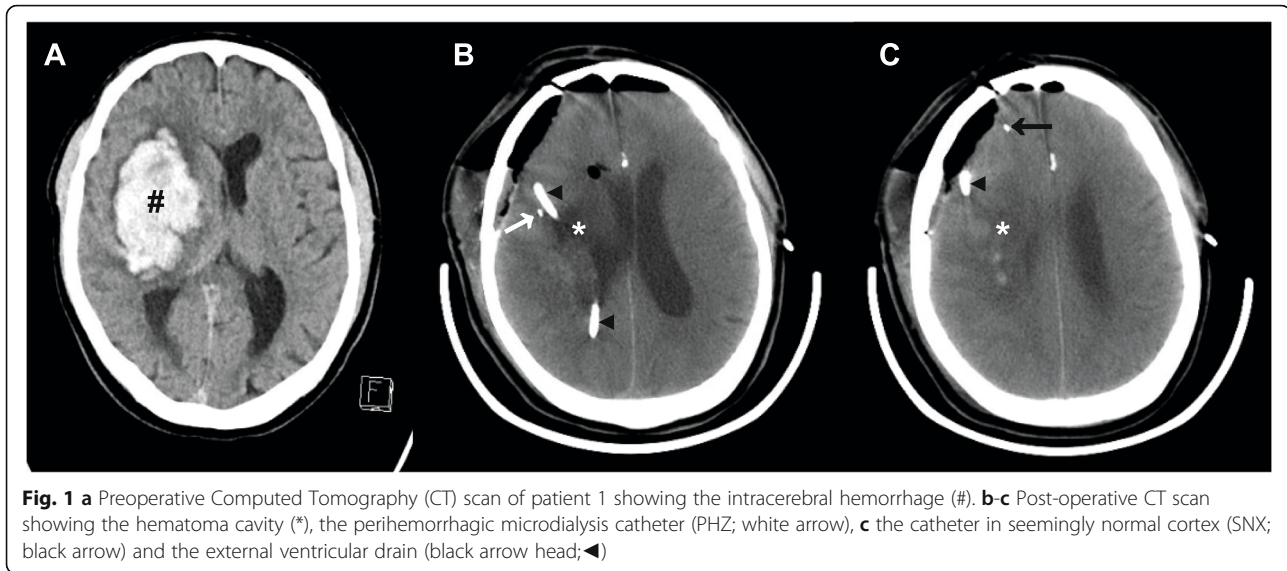 A
B
C
#
*
*
F
Fig. 1 a Preoperative Computed Tomography (CT) scan of patient 1 showing the intracerebral hemorrhage (#). b-c Post-operative CT scan
showing the hematoma cavity (*), the perihemorrhagic microdialysis catheter (PHZ; white arrow), c the catheter in seemingly normal cortex (SNX;
black arrow) and the external ventricular drain (black arrow head;◄)